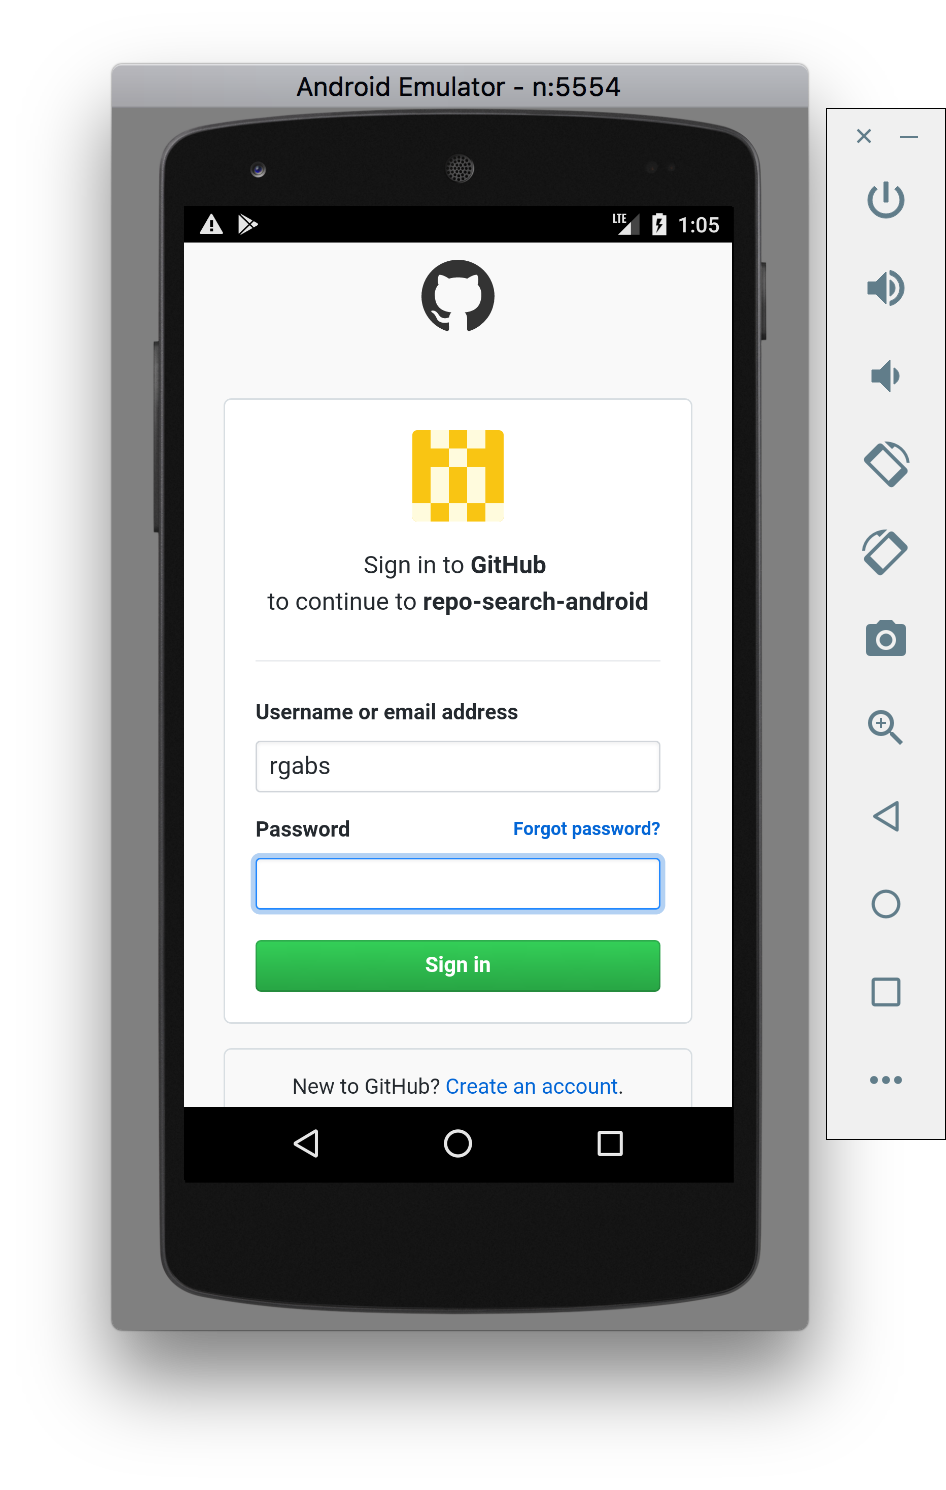 Android Emulator - n:5554
LTE 1:05
Sign in to GitHub
to continue to repo-search-android
Username or email address
rgabs
Password Forgot password?
Sign in
New to GitHub? Create an account.